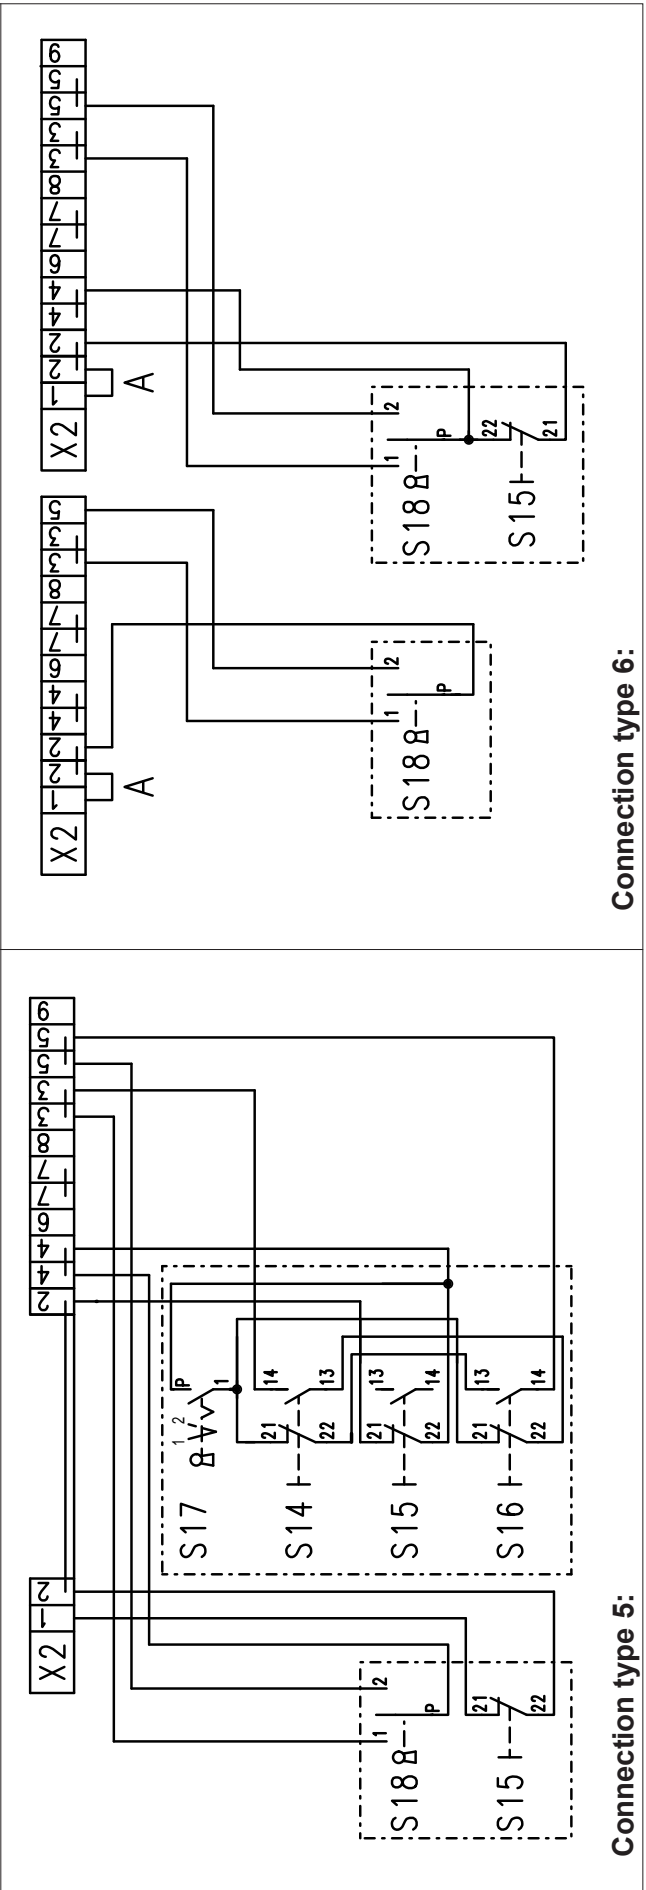 X2 1 2 2 4 4 6 7 7 8 3 3 5 5 9
S18 1 2 P
S15 21 22
S17 1 2 P 1
S14 21 22 14 13
S15 21 22 13 14
S16 21 22 13 14
Connection type 5:
X2 1 2 2 4 4 6 7 7 8 3 3 5
A
S18 1 2 P
X2 1 2 2 4 4 6 7 7 8 3 3 5 5 9
A
S18 1 2 P
S15 22 21
Connection type 6: